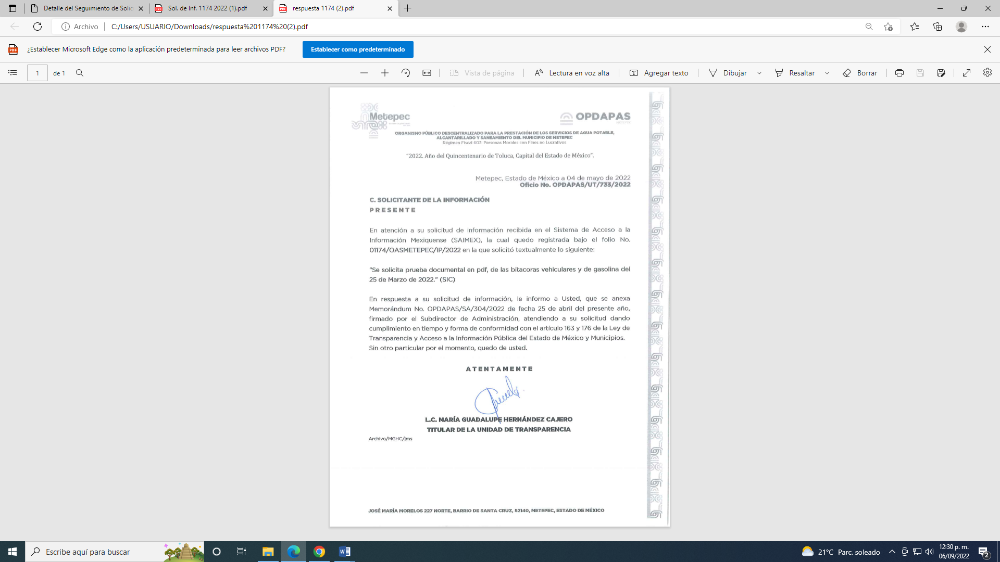 Detalle del Seguimiento de Solic
Sol. de Inf. 1174 2022 (1).pdf
respuesta 1174 (2).pdf
Archivo
C:/Users/USUARIO/Downloads/respuesta%201174%20(2).pdf
¿Establecer Microsoft Edge como la aplicación predeterminada para leer archivos PDF?
Establecer como predeterminado
1 de 1
Vista de página
Lectura en voz alta
Agregar texto
Dibujar
Resaltar
Borrar
Metepec
OPDAPAS
METEPEC
ORGANISMO PÚBLICO DESCENTRALIZADO PARA LA PRESTACIÓN DE LOS SERVICIOS DE AGUA POTABLE,
ALCANTARILLADO Y SANEAMIENTO DEL MUNICIPIO DE METEPEC
Régimen Fiscal 603: Personas Morales con Fines no Lucrativos
“2022. Año del Quincentenario de Toluca, Capital del Estado de México”.
Metepec, Estado de México a 04 de mayo de 2022
Oficio No. OPDAPAS/UT/733/2022
C. SOLICITANTE DE LA INFORMACIÓN
P R E S E N T E
En atención a su solicitud de información recibida en el Sistema de Acceso a la
Información Mexiquense (SAIMEX), la cual quedo registrada bajo el folio No.
01174/OASMETEPEC/IP/2022 en la que solicitó textualmente lo siguiente:
“Se solicita prueba documental en pdf, de las bitacoras vehiculares y de gasolina del
25 de Marzo de 2022.” (SIC)
En respuesta a su solicitud de información, le informo a Usted, que se anexa
Memorándum No. OPDAPAS/SA/304/2022 de fecha 25 de abril del presente año,
firmado por el Subdirector de Administración, atendiendo a su solicitud dando
cumplimiento en tiempo y forma de conformidad con el artículo 163 y 176 de la Ley de
Transparencia y Acceso a la Información Pública del Estado de México y Municipios.
Sin otro particular por el momento, quedo de usted.
A T E N T A M E N T E
L.C. MARÍA GUADALUPE HERNÁNDEZ CAJERO
TITULAR DE LA UNIDAD DE TRANSPARENCIA
Archivo/MGHC/jms
JOSÉ MARÍA MORELOS 227 NORTE, BARRIO DE SANTA CRUZ, 52140, METEPEC, ESTADO DE MÉXICO
Escribe aquí para buscar
21°C Parc. soleado
12:30 p. m.
06/09/2022
2